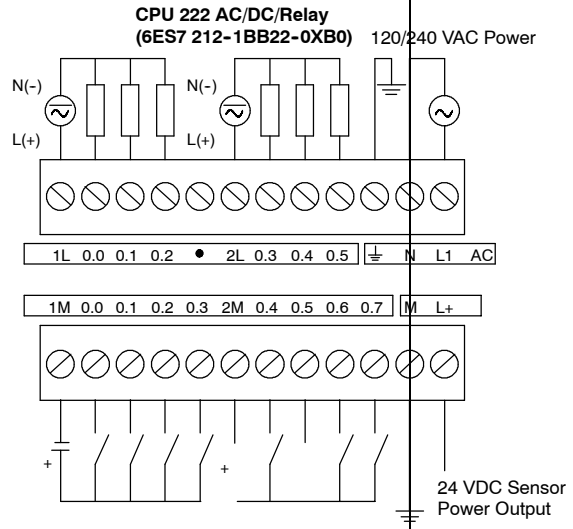 CPU 222 AC/DC/Relay
(6ES7 212-1BB22-0XB0)
120/240 VAC Power
N(-)
N(-)
L(+)
L(+)
1L 0.0 0.1 0.2 ● 2L 0.3 0.4 0.5 N L1 AC
1M 0.0 0.1 0.2 0.3 2M 0.4 0.5 0.6 0.7 M L+
+
+
24 VDC Sensor
Power Output